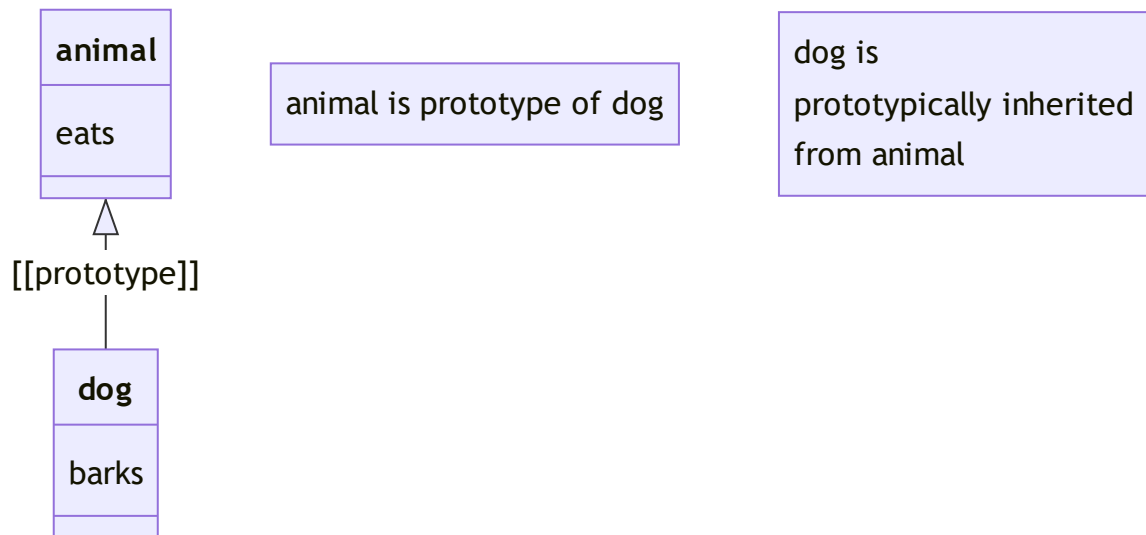 animal
eats
[[prototype]]
dog
barks
animal is prototype of dog
dog is
prototypically inherited
from animal